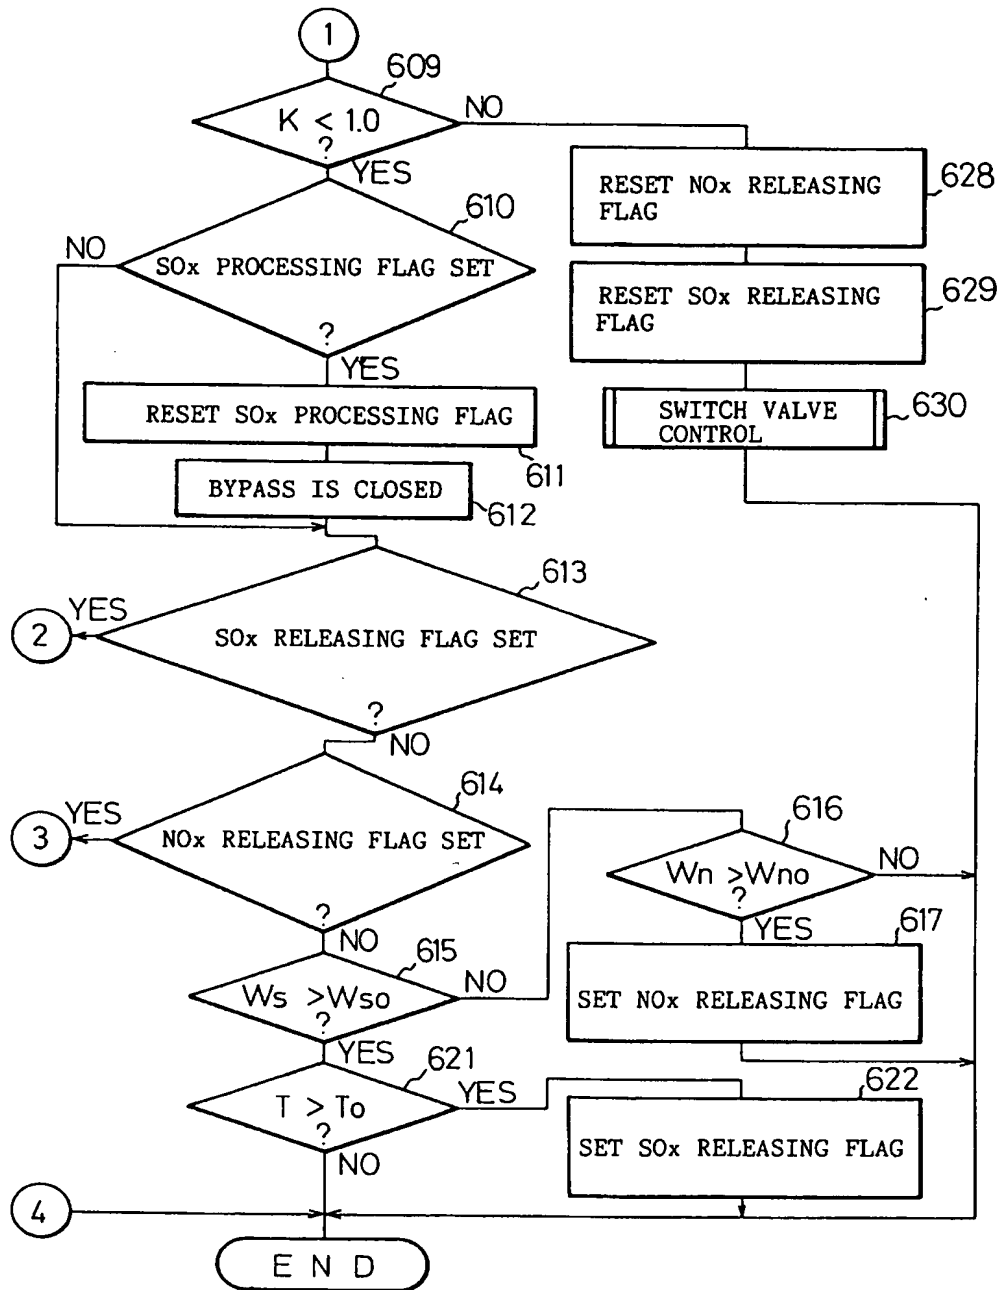 1
609
K < 1.0
?
NO
YES
628
RESET NOx RELEASING
FLAG
610
NO
SOx PROCESSING FLAG SET
?
YES
629
RESET SOx RELEASING
FLAG
RESET SOx PROCESSING FLAG
611
630
SWITCH VALVE
CONTROL
BYPASS IS CLOSED
612
613
YES
2
SOx RELEASING FLAG SET
?
NO
614
YES
3
NOx RELEASING FLAG SET
?
NO
616
Wn >Wno
?
NO
YES
615
Ws >Wso
?
NO
YES
617
SET NOx RELEASING FLAG
621
T > To
?
YES
NO
622
SET SOx RELEASING FLAG
4
END